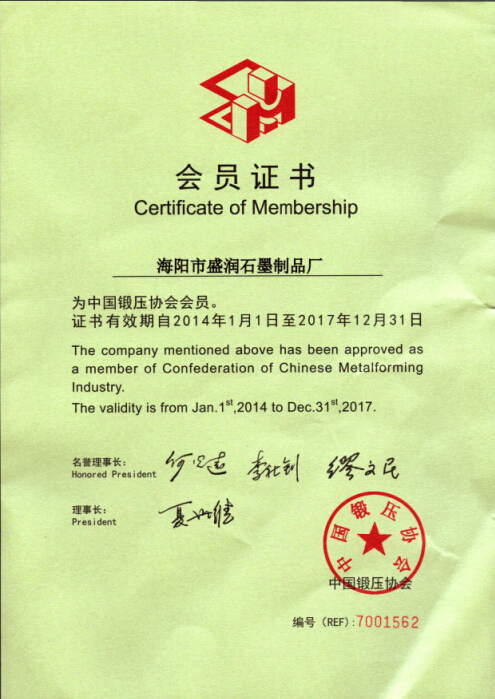 会员证书
Certificate of Membership
海阳市盛润石墨制品厂
为中国锻压协会会员。
证书有效期自2014年1月1日至2017年12月31日
The company mentioned above has been approved as
a member of Confederation of Chinese Metalforming
Industry.
The validity is from Jan.1st,2014 to Dec.31st,2017.
名誉理事长:
Honored President
理事长:
President
中国锻压协会
中国锻压协会
编号 (REF): 7001562